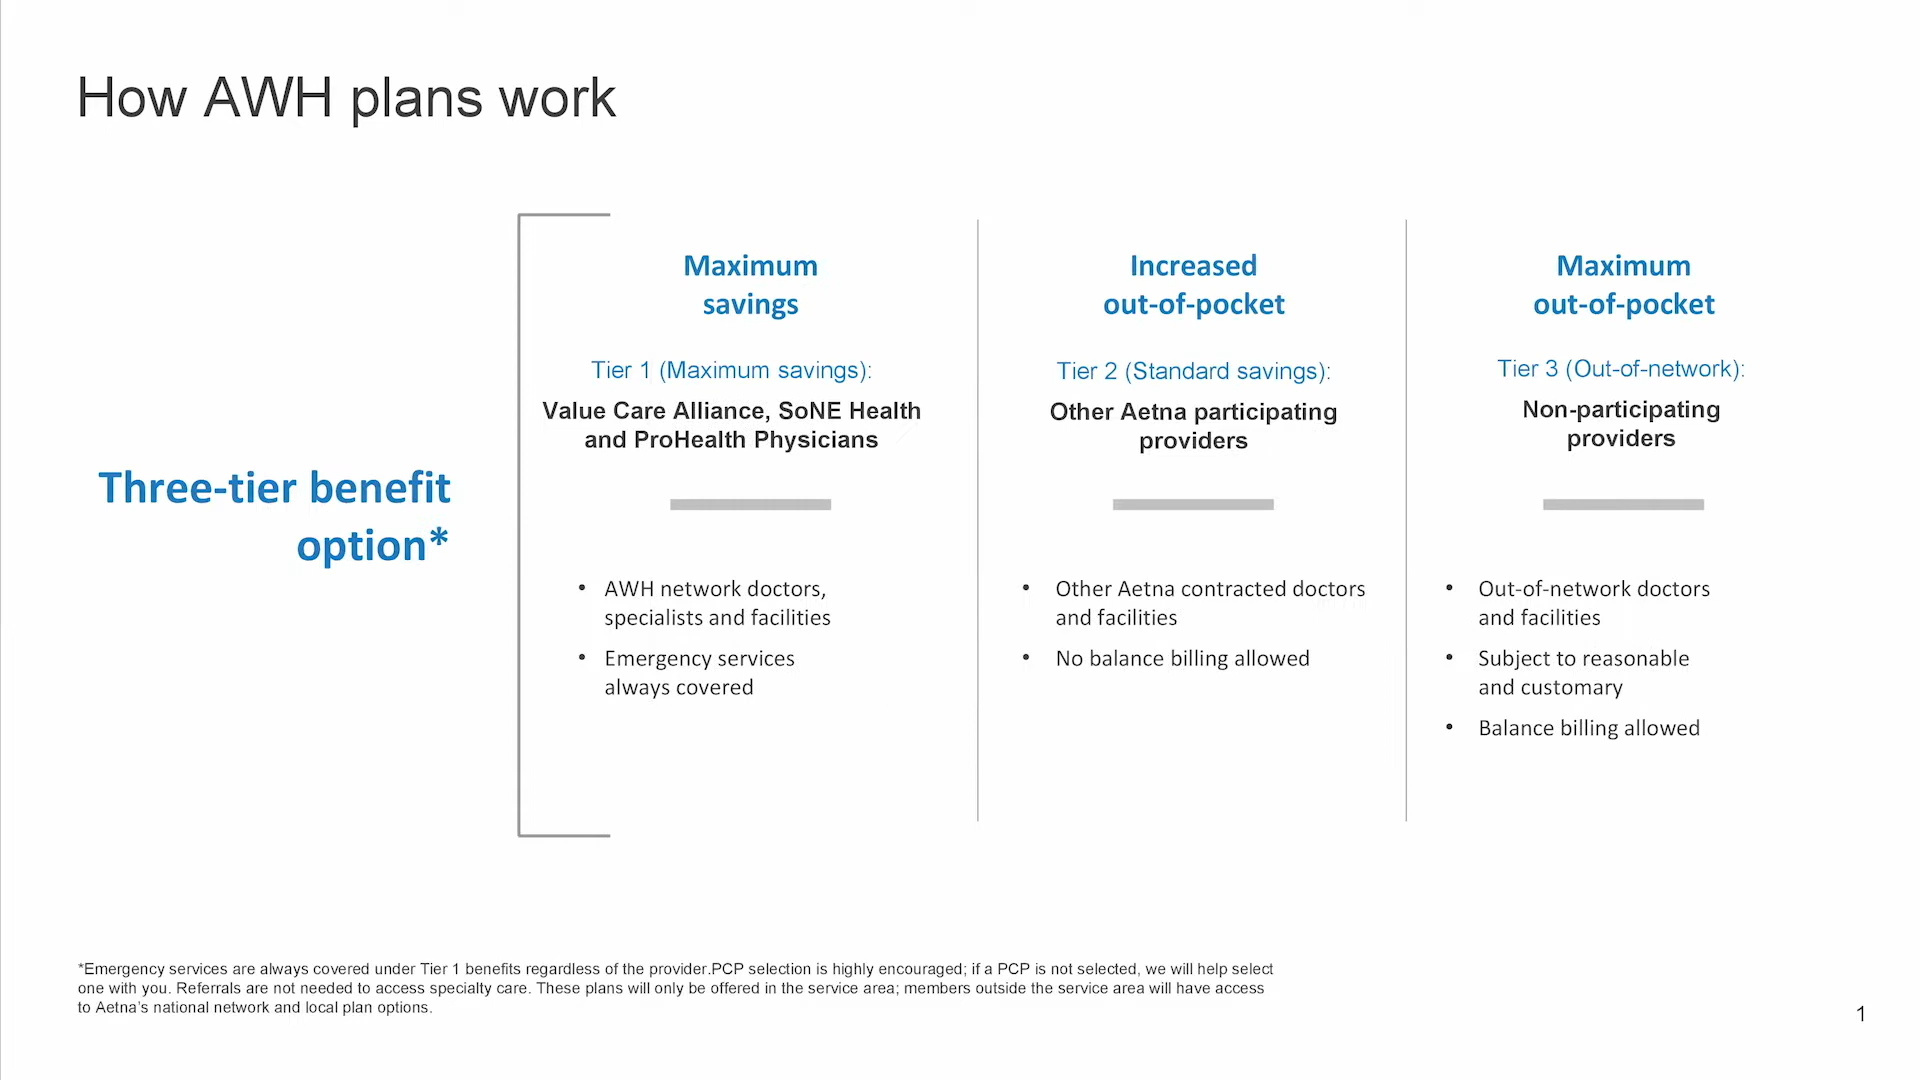 How AWH plans work
Three-tier benefit
option*
Maximum
savings
Tier 1 (Maximum savings):
Value Care Alliance, SoNE Health
and ProHealth Physicians
• AWH network doctors,
specialists and facilities
• Emergency services
always covered
Increased
out-of-pocket
Tier 2 (Standard savings):
Other Aetna participating
providers
• Other Aetna contracted doctors
and facilities
• No balance billing allowed
Maximum
out-of-pocket
Tier 3 (Out-of-network):
Non-participating
providers
• Out-of-network doctors
and facilities
• Subject to reasonable
and customary
• Balance billing allowed
*Emergency services are always covered under Tier 1 benefits regardless of the provider.PCP selection is highly encouraged; if a PCP is not selected, we will help select
one with you. Referrals are not needed to access specialty care. These plans will only be offered in the service area; members outside the service area will have access
to Aetna’s national network and local plan options.
1